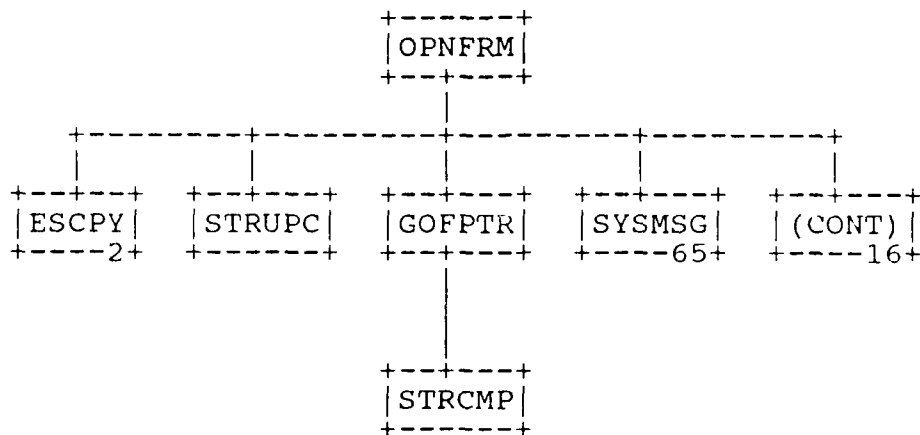 OPNFRM
ESCPY STRUPC GOFPTR SYSMSG (CONT)
2 65 16
STRCMP